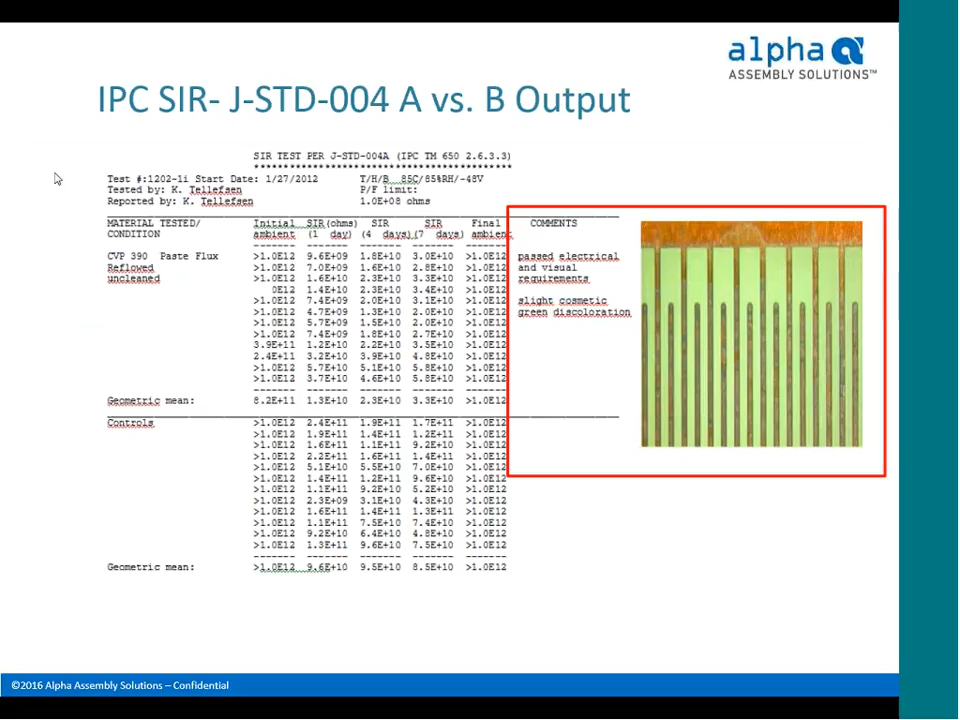 alpha
ASSEMBLY SOLUTIONS™
IPC SIR- J-STD-004 A vs. B Output
SIR TEST PER J-STD-004A (IPC TM 650 2.6.3.3)
*************************************************
Test #:1202-1i Start Date: 1/27/2012 T/H/B 85C/85%RH/-48V
Tested by: K. Tellefsen P/F limit:
Reported by: K. Tellefsen 1.0E+08 ohms
MATERIAL TESTED/ Initial SIR(ohms) SIR SIR Final COMMENTS
CONDITION ambient (1 day) (4 days) (7 days) ambient
------- ------- ------- ------- -------
CVP 390 Paste Flux >1.0E12 9.6E+09 1.8E+10 3.0E+10 >1.0E12 passed electrical
Reflowed >1.0E12 7.0E+09 1.6E+10 2.8E+10 >1.0E12 and visual
uncleaned >1.0E12 1.6E+10 2.3E+10 3.3E+10 >1.0E12 requirements
0E12 1.4E+10 2.3E+10 3.4E+10 >1.0E12
>1.0E12 7.4E+09 2.0E+10 3.1E+10 >1.0E12 slight cosmetic
>1.0E12 4.7E+09 1.3E+10 2.0E+10 >1.0E12 green discoloration
>1.0E12 5.7E+09 1.5E+10 2.0E+10 >1.0E12
>1.0E12 7.4E+09 1.8E+10 2.7E+10 >1.0E12
3.9E+11 1.2E+10 2.2E+10 3.5E+10 >1.0E12
2.4E+11 3.2E+10 3.9E+10 4.8E+10 >1.0E12
>1.0E12 5.7E+10 5.1E+10 5.8E+10 >1.0E12
>1.0E12 3.7E+10 4.6E+10 5.8E+10 >1.0E12
------- ------- ------- ------- -------
Geometric mean: 8.2E+11 1.3E+10 2.3E+10 3.3E+10 >1.0E12
Controls >1.0E12 2.4E+11 1.9E+11 1.7E+11 >1.0E12
>1.0E12 1.9E+11 1.4E+11 1.2E+11 >1.0E12
>1.0E12 1.6E+11 1.1E+11 9.2E+10 >1.0E12
>1.0E12 2.2E+11 1.6E+11 1.4E+11 >1.0E12
>1.0E12 5.1E+10 5.5E+10 7.0E+10 >1.0E12
>1.0E12 1.4E+11 1.2E+11 9.6E+10 >1.0E12
>1.0E12 1.1E+11 9.2E+10 5.2E+10 >1.0E12
>1.0E12 2.3E+09 3.1E+10 4.3E+10 >1.0E12
>1.0E12 1.6E+11 1.4E+11 1.3E+11 >1.0E12
>1.0E12 1.1E+11 7.5E+10 7.4E+10 >1.0E12
>1.0E12 9.2E+10 6.4E+10 4.8E+10 >1.0E12
>1.0E12 1.3E+11 9.6E+10 7.5E+10 >1.0E12
------- ------- ------- ------- -------
Geometric mean: >1.0E12 9.6E+10 9.5E+10 8.5E+10 >1.0E12
©2016 Alpha Assembly Solutions – Confidential